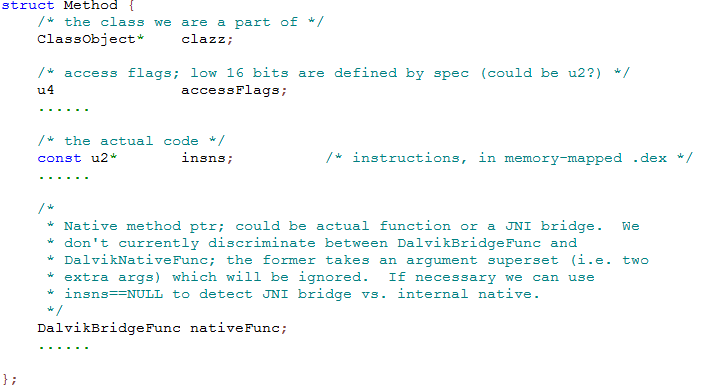 struct Method {
/* the class we are a part of */
ClassObject* clazz;
/* access flags; low 16 bits are defined by spec (could be u2?) */
u4 accessFlags;
......
/* the actual code */
const u2* insns; /* instructions, in memory-mapped .dex */
......
/*
* Native method ptr; could be actual function or a JNI bridge. We
* don't currently discriminate between DalvikBridgeFunc and
* DalvikNativeFunc; the former takes an argument superset (i.e. two
* extra args) which will be ignored. If necessary we can use
* insns==NULL to detect JNI bridge vs. internal native.
*/
DalvikBridgeFunc nativeFunc;
......
};